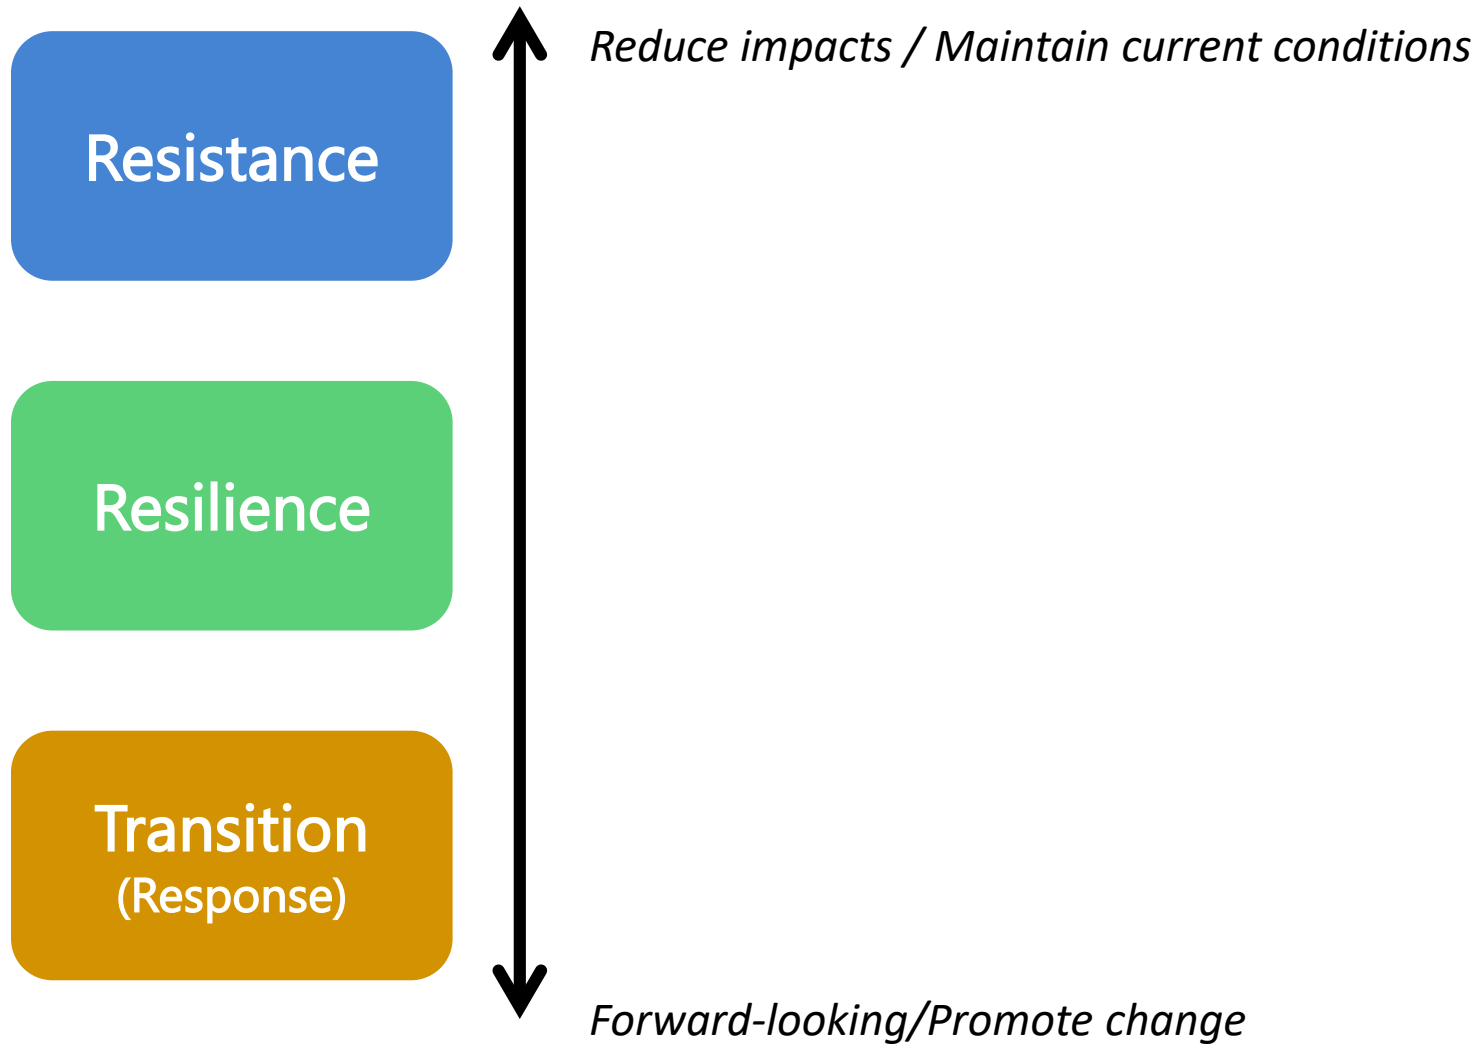 Reduce impacts / Maintain current conditions
Resistance
Resilience
Transition
(Response)
Forward-looking/Promote change